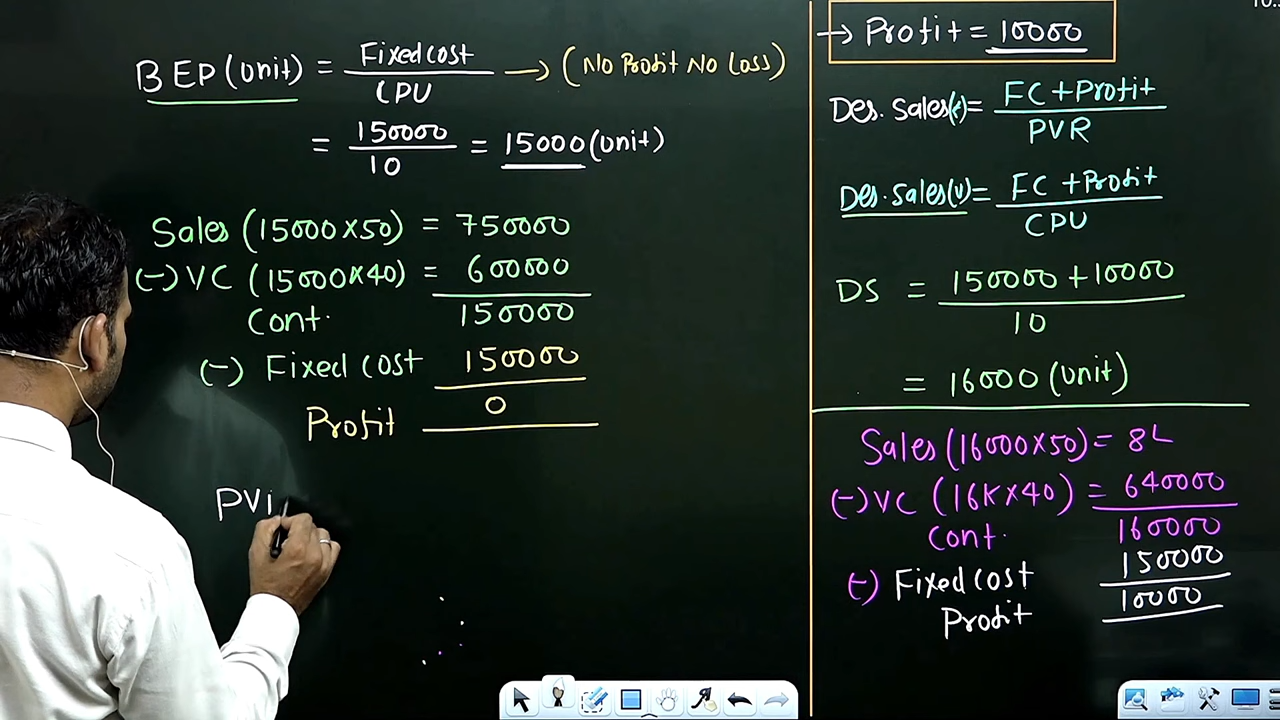 BEP (Unit) = Fixed cost / CPU → (No Profit No Loss)
= 150000 / 10 = 15000 (Unit)
Sales (15000×50) = 750000
(-) VC (15000×40) = 600000
Cont. 150000
(-) Fixed cost 150000
Profit 0
PVI
→ Profit = 10000
Des. Sales(₹) = FC + Profit / PVR
Des. Sales(U) = FC + Profit / CPU
DS = 150000 + 10000 / 10
= 16000 (Unit)
Sales (16000×50) = 8L
(-) VC (16K×40) = 640000
Cont. 160000
(-) Fixed cost 150000
Profit 10000